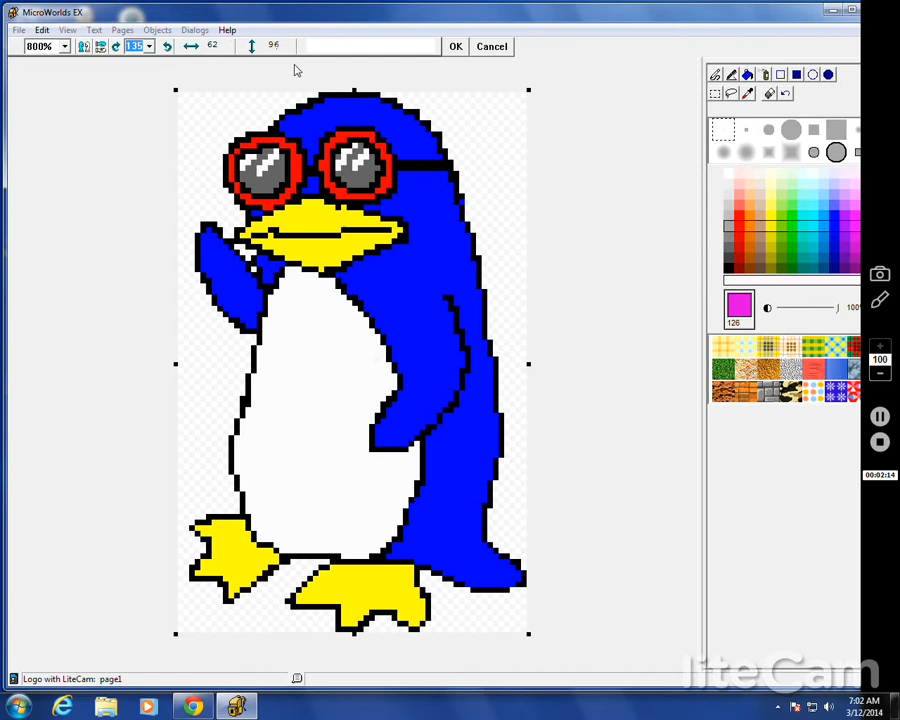 MicroWorlds EX
File Edit View Text Pages Objects Dialogs Help
800% 135 62 96 OK Cancel
100%
126
100
00:02:14
Logo with LiteCam: page1
liteCam
7:02 AM
3/12/2014